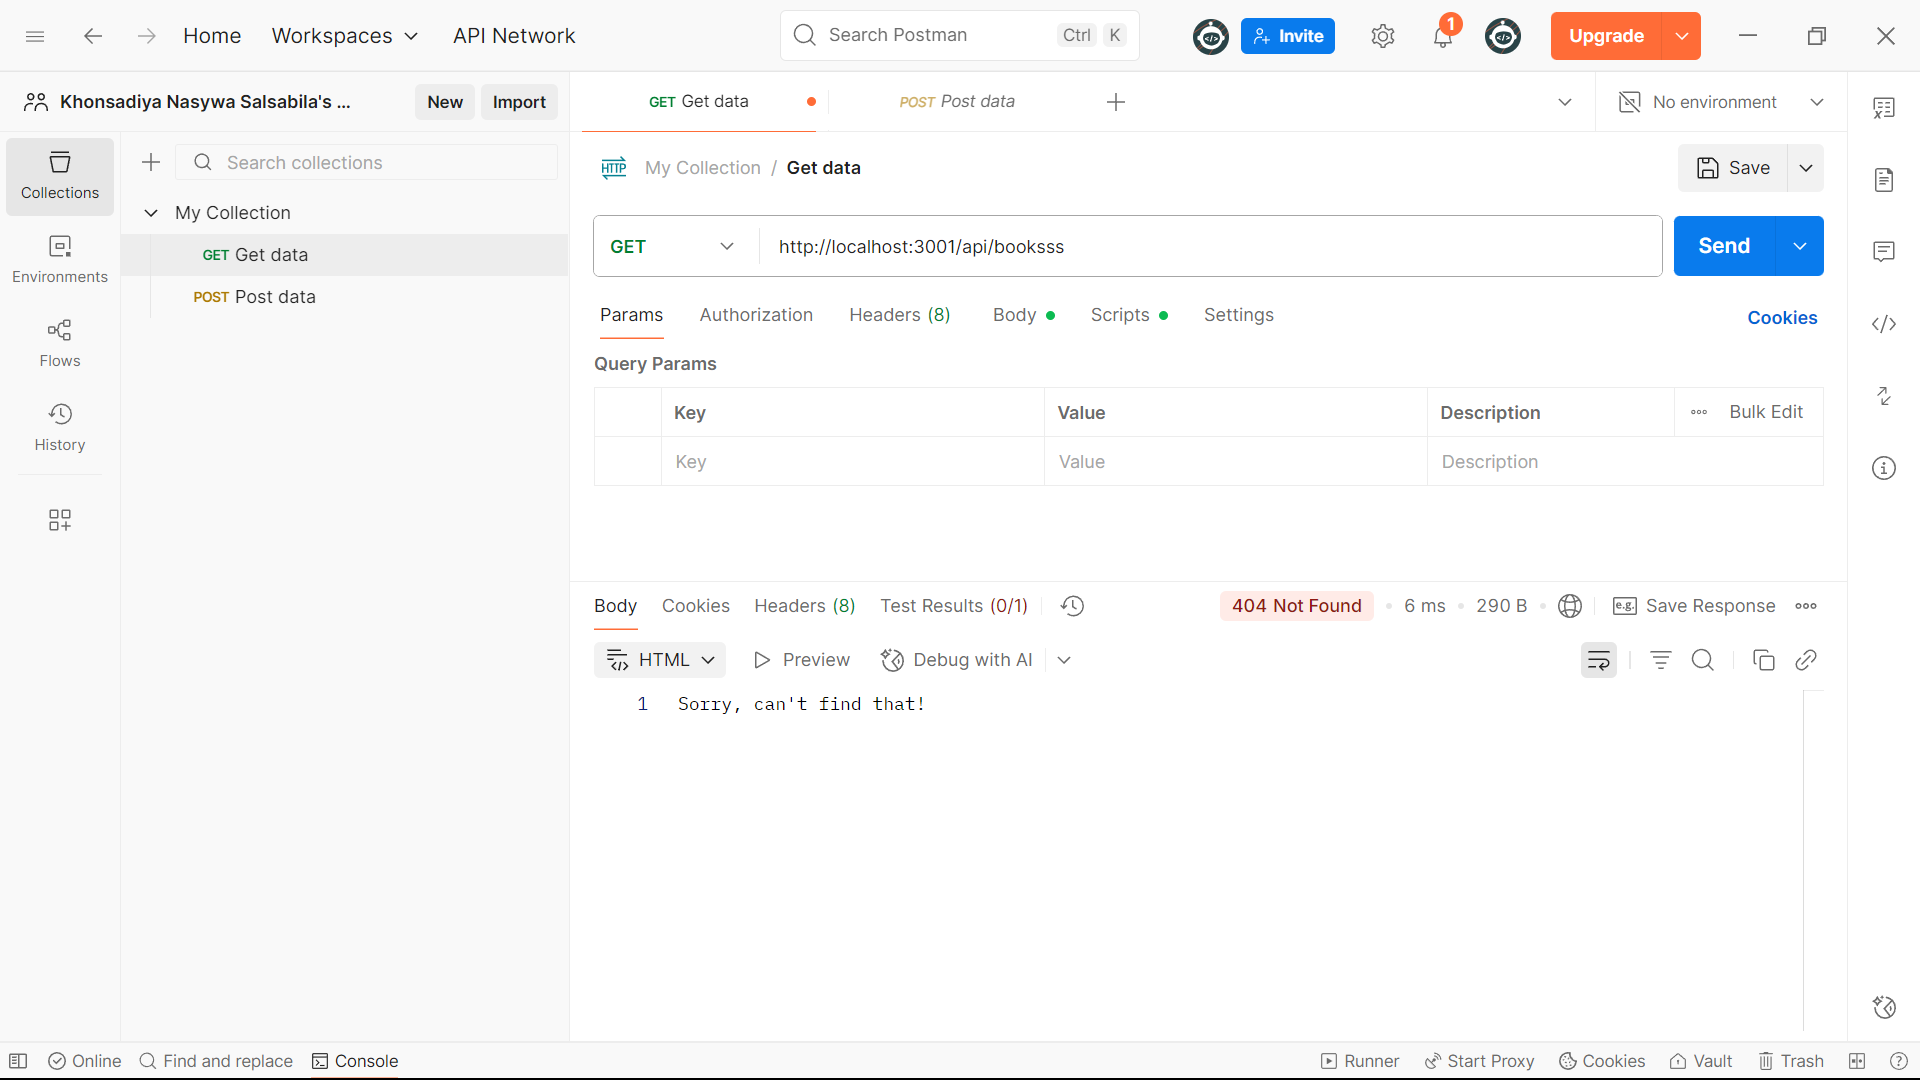 Home Workspaces API Network Search Postman Ctrl K Invite 1 Upgrade
Khonsadiya Nasywa Salsabila's ... New Import GET Get data POST Post data No environment
Collections Search collections HTTP My Collection / Get data Save
My Collection
GET Get data GET http://localhost:3001/api/booksss Send
Environments
POST Post data
Params Authorization Headers (8) Body Scripts Settings Cookies
Flows
Query Params
Key Value Description Bulk Edit
History
Key Value Description
Body Cookies Headers (8) Test Results (0/1) 404 Not Found 6 ms 290 B e.g. Save Response
HTML Preview Debug with AI
1 Sorry, can't find that!
Online Find and replace Console Runner Start Proxy Cookies Vault Trash